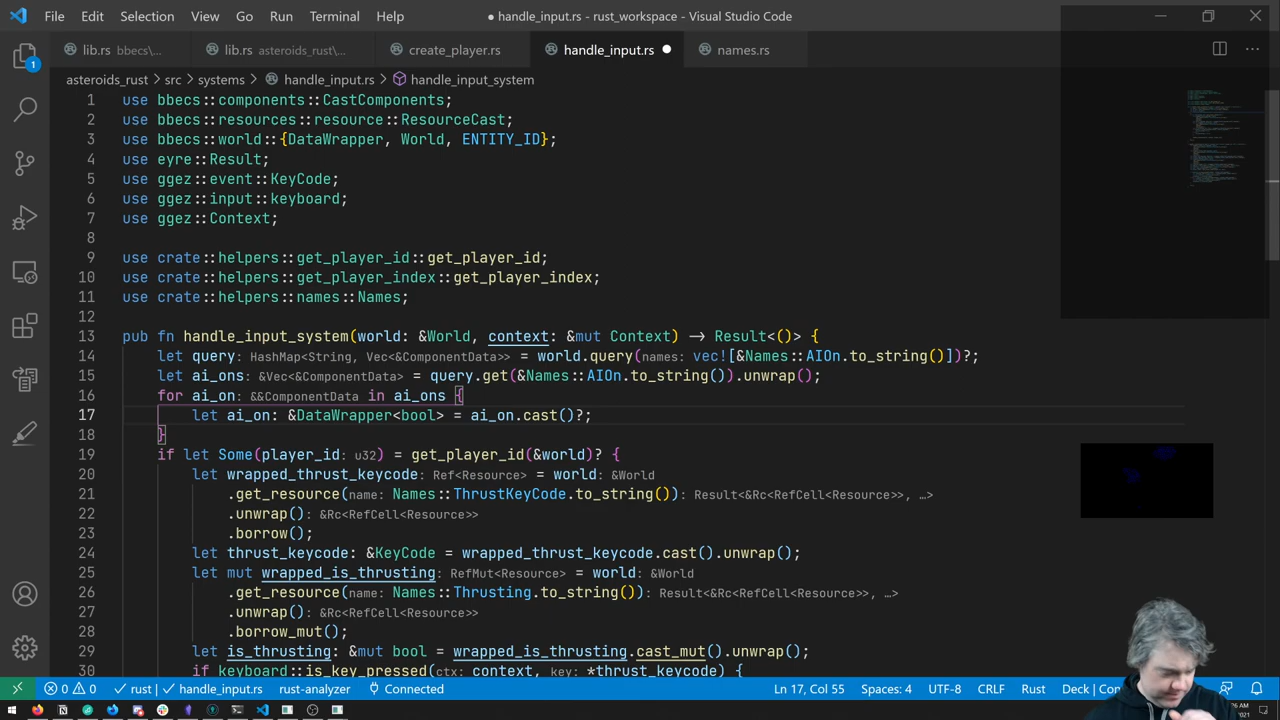 File Edit Selection View Go Run Terminal Help ● handle_input.rs - rust_workspace - Visual Studio Code
lib.rs bbecs\... lib.rs asteroids_rust\... create_player.rs handle_input.rs names.rs
asteroids_rust > src > systems > handle_input.rs > handle_input_system
1 use bbecs::components::CastComponents;
2 use bbecs::resources::resource::ResourceCast;
3 use bbecs::world::{DataWrapper, World, ENTITY_ID};
4 use eyre::Result;
5 use ggez::event::KeyCode;
6 use ggez::input::keyboard;
7 use ggez::Context;
8
9 use crate::helpers::get_player_id::get_player_id;
10 use crate::helpers::get_player_index::get_player_index;
11 use crate::helpers::names::Names;
12
13 pub fn handle_input_system(world: &World, context: &mut Context) → Result<()> {
14 let query: HashMap<String, Vec<&ComponentData>> = world.query(names: vec![&Names::AIOn.to_string()])?;
15 let ai_ons: &Vec<&ComponentData> = query.get(&Names::AIOn.to_string()).unwrap();
16 for ai_on: &&ComponentData in ai_ons {
17 let ai_on: &DataWrapper<bool> = ai_on.cast()?;
18 }
19 if let Some(player_id: u32) = get_player_id(&world)? {
20 let wrapped_thrust_keycode: Ref<Resource> = world: &World
21 .get_resource(name: Names::ThrustKeyCode.to_string()): Result<&Rc<RefCell<Resource>>, …>
22 .unwrap(): &Rc<RefCell<Resource>>
23 .borrow();
24 let thrust_keycode: &KeyCode = wrapped_thrust_keycode.cast().unwrap();
25 let mut wrapped_is_thrusting: RefMut<Resource> = world: &World
26 .get_resource(name: Names::Thrusting.to_string()): Result<&Rc<RefCell<Resource>>, …>
27 .unwrap(): &Rc<RefCell<Resource>>
28 .borrow_mut();
29 let is_thrusting: &mut bool = wrapped_is_thrusting.cast_mut().unwrap();
30 if keyboard::is_key_pressed(ctx: context, key: *thrust_keycode) {
1
0 0 rust handle_input.rs rust-analyzer Connected Ln 17, Col 55 Spaces: 4 UTF-8 CRLF Rust Deck | Con